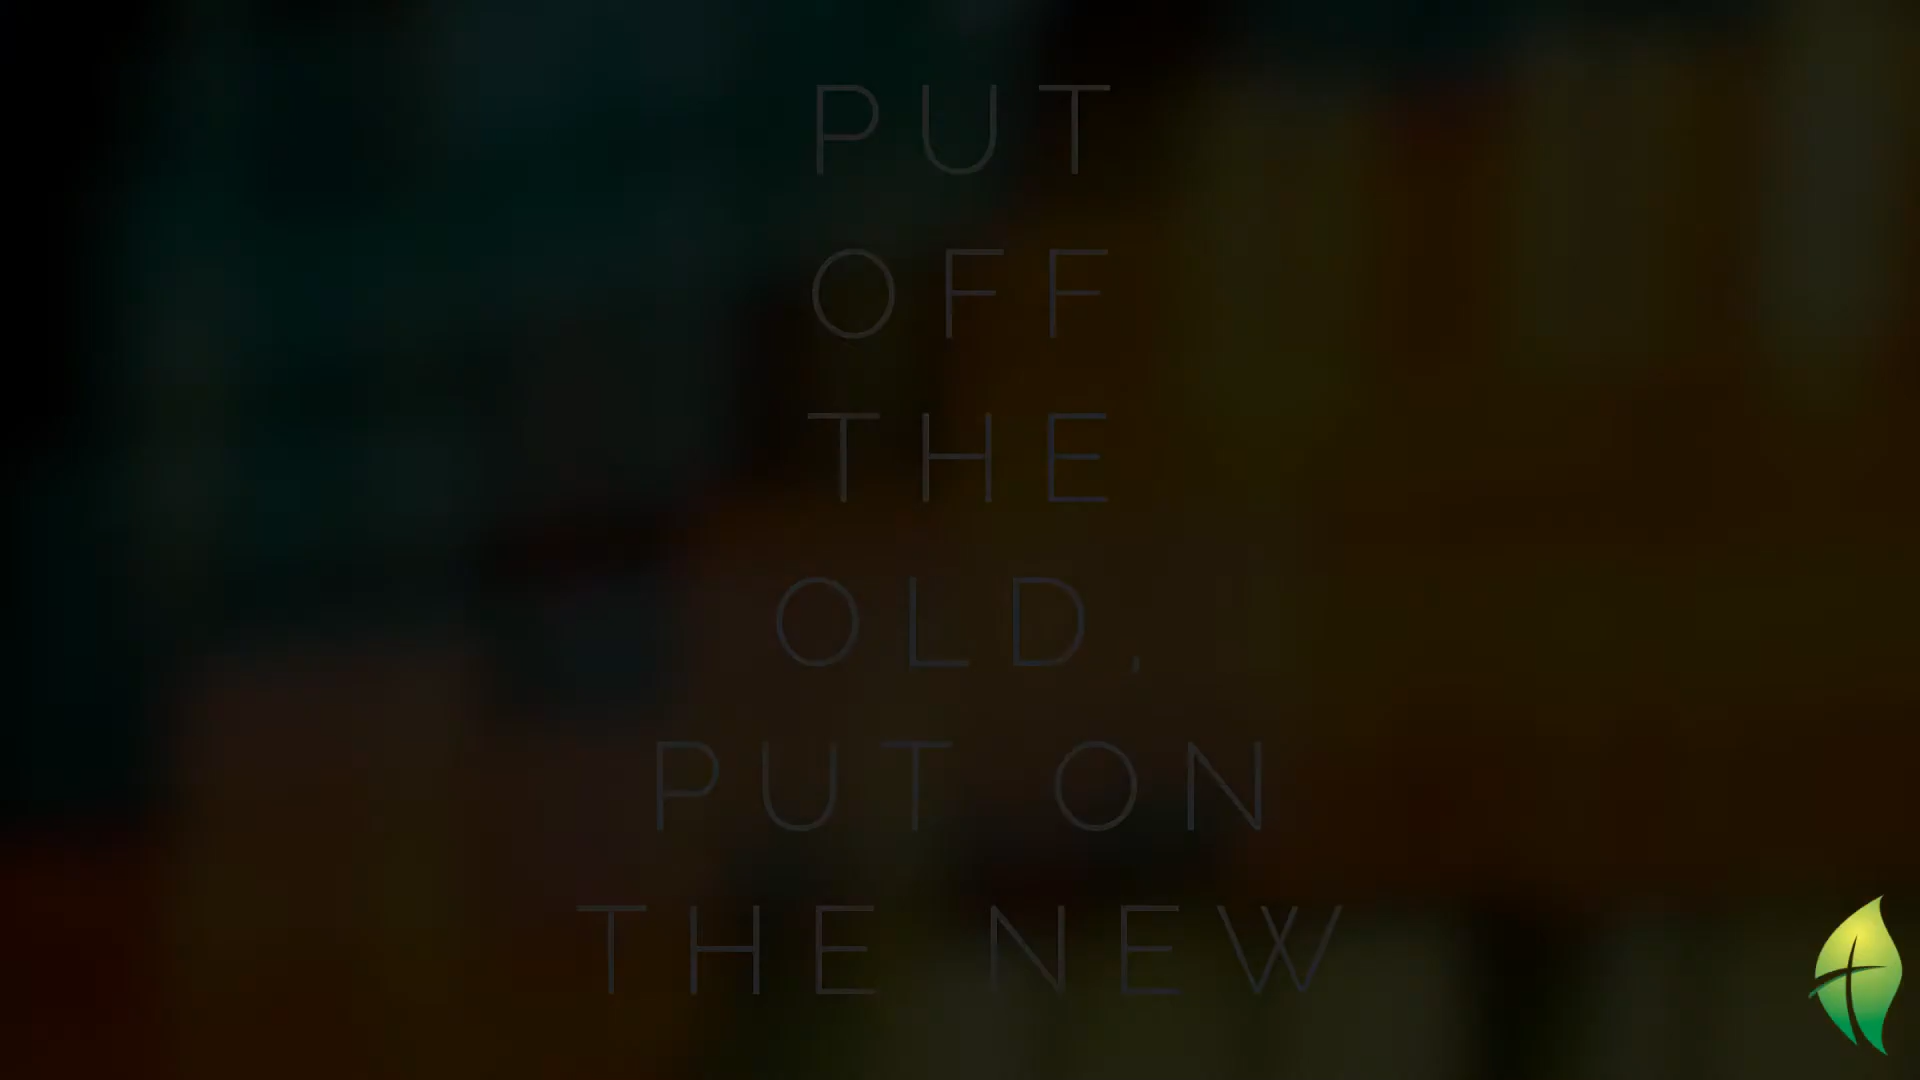 PUT
OFF
THE
OLD,
PUT ON
THE NEW